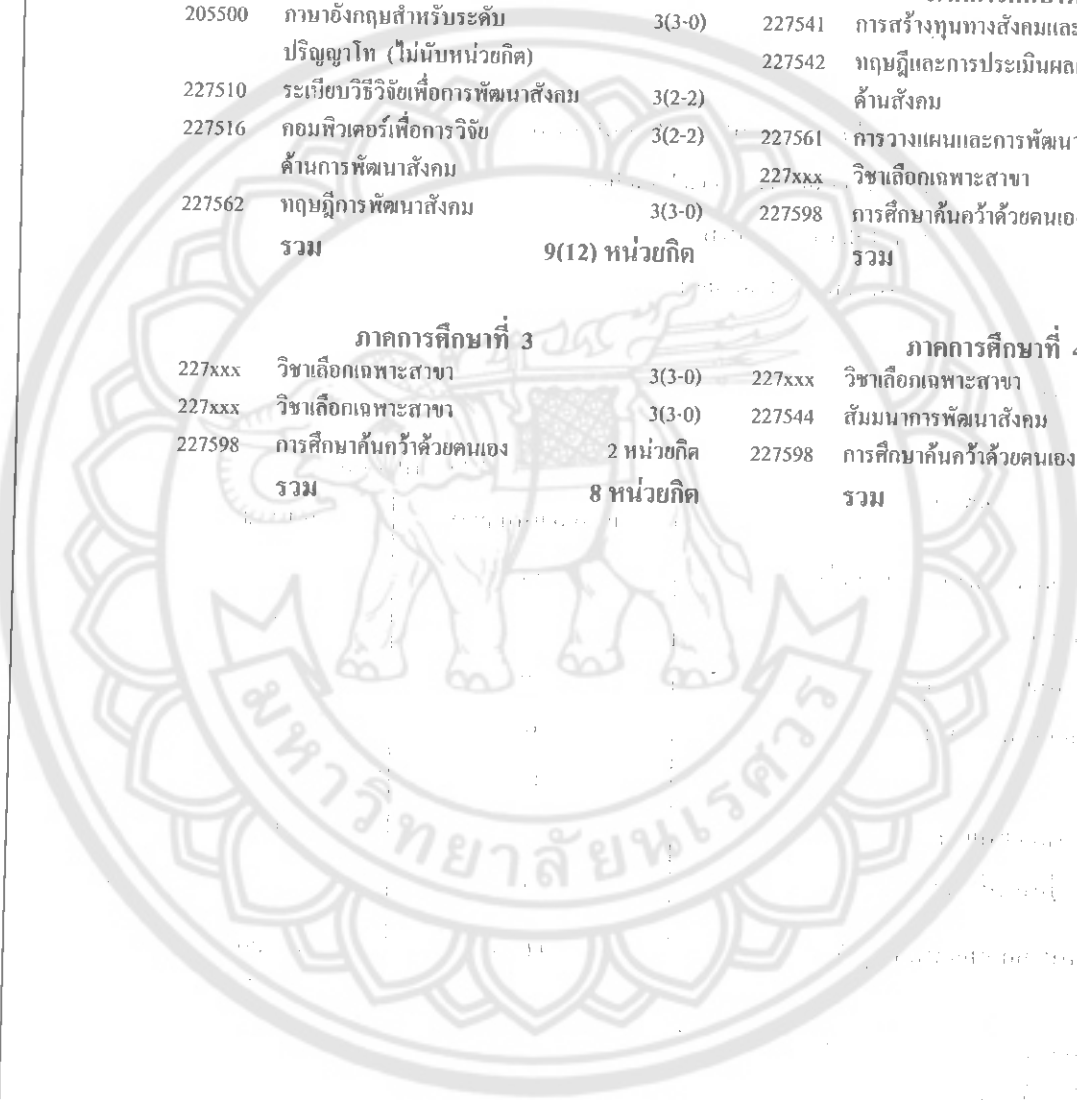 205500 ภาษาอังกฤษสำหรับระดับ 3(3-0)
ปริญญาโท (ไม่นับหน่วยกิต)
227510 ระเบียบวิธีวิจัยเพื่อการพัฒนาสังคม 3(2-2)
227516 คอมพิวเตอร์เพื่อการวิจัย 3(2-2)
ด้านการพัฒนาสังคม
227562 ทฤษฎีการพัฒนาสังคม 3(3-0)
รวม 9(12) หน่วยกิต
227541 การสร้างทุนทางสังคมและ
227542 ทฤษฎีและการประเมินผล
ด้านสังคม
227561 การวางแผนและการพัฒนา
227xxx วิชาเลือกเฉพาะสาขา
227598 การศึกษาค้นคว้าด้วยตนเอง
รวม
ภาคการศึกษาที่ 3
227xxx วิชาเลือกเฉพาะสาขา 3(3-0)
227xxx วิชาเลือกเฉพาะสาขา 3(3-0)
227598 การศึกษาค้นคว้าด้วยตนเอง 2 หน่วยกิต
รวม 8 หน่วยกิต
ภาคการศึกษาที่ 4
227xxx วิชาเลือกเฉพาะสาขา
227544 สัมมนาการพัฒนาสังคม
227598 การศึกษาค้นคว้าด้วยตนเอง
รวม
มหาวิทยาลัยนเรศวร